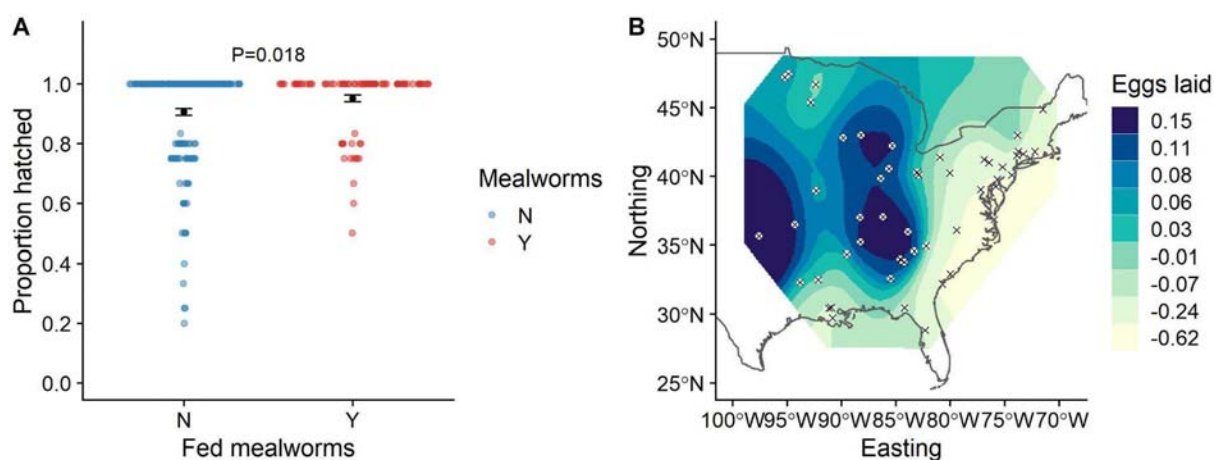 A
P=0.018
Proportion hatched
1.0
0.8
0.6
0.4
0.2
0.0
N
Y
Fed mealworms
Mealworms
N
Y
B
Northing
50°N
45°N
40°N
35°N
30°N
25°N
100°W95°W90°W85°W80°W75°W70°W
Easting
Eggs laid
0.15
0.11
0.08
0.06
0.03
-0.01
-0.07
-0.24
-0.62